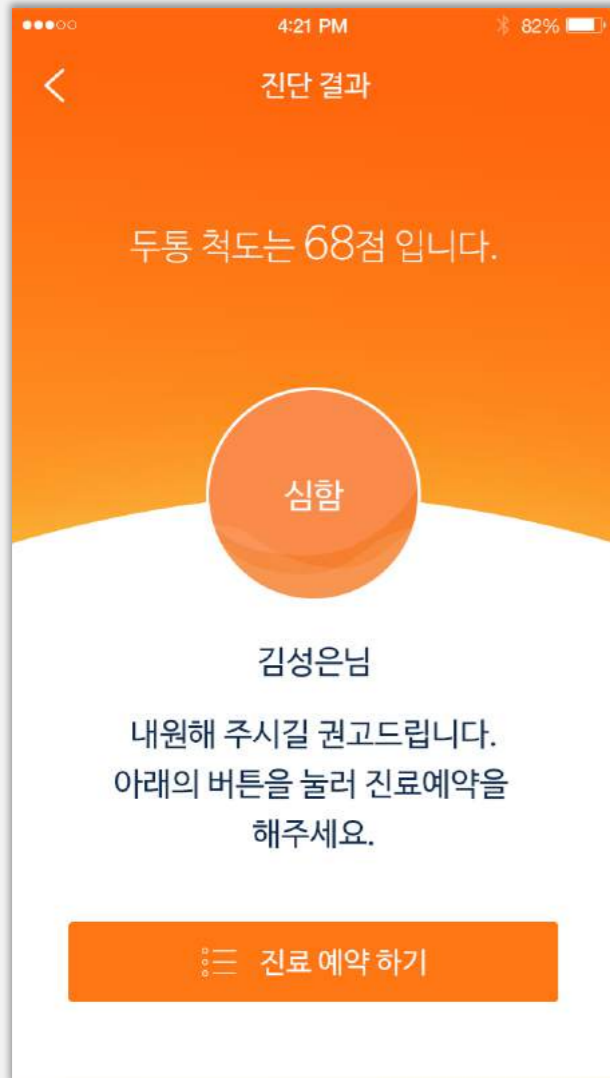 4:21 PM
82%
진단 결과
두통 척도는 68점 입니다.
심함
김성은님
내원해 주시길 권고드립니다.
아래의 버튼을 눌러 진료예약을
해주세요.
진료 예약 하기